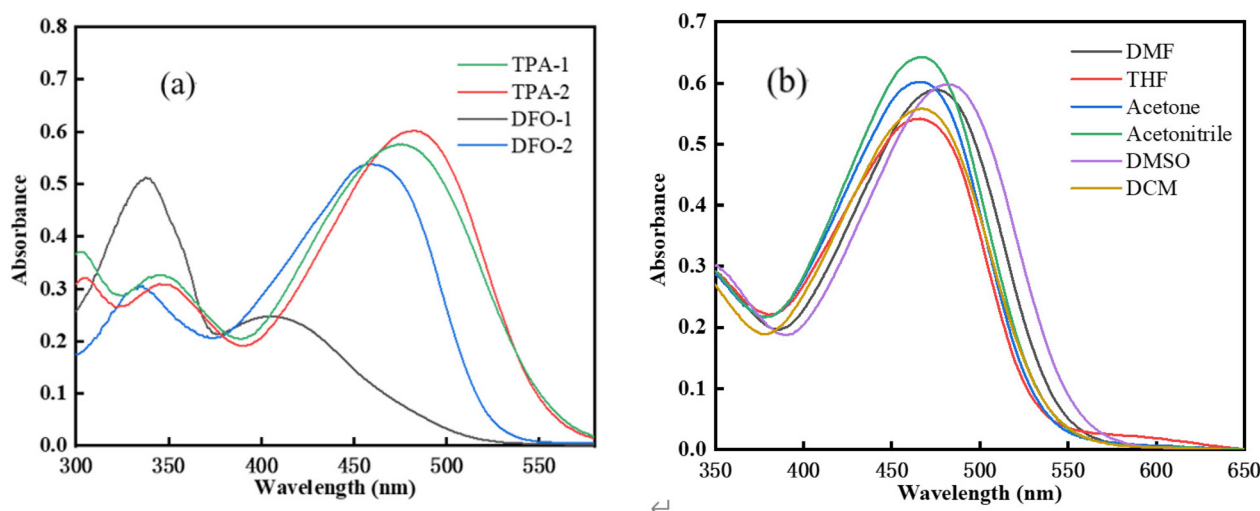 0.8
0.7
0.6
0.5
0.4
0.3
0.2
0.1
0.0
Absorbance
(a)
TPA-1
TPA-2
DFO-1
DFO-2
300 350 400 450 500 550
Wavelength (nm)
0.7
0.6
0.5
0.4
0.3
0.2
0.1
0.0
Absorbance
(b)
DMF
THF
Acetone
Acetonitrile
DMSO
DCM
350 400 450 500 550 600 650
Wavelength (nm)
↵